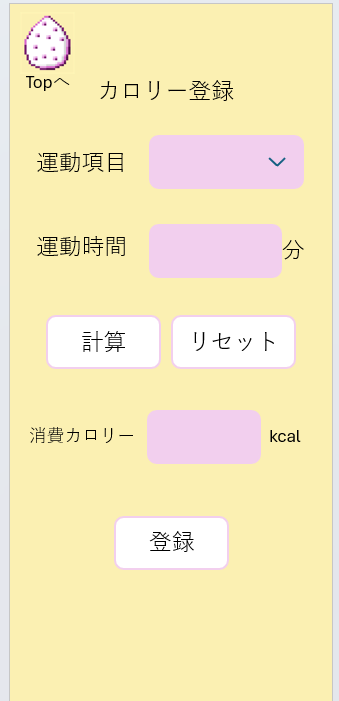 Topへ
カロリー登録
運動項目
運動時間
分
計算
リセット
消費カロリー
kcal
登録